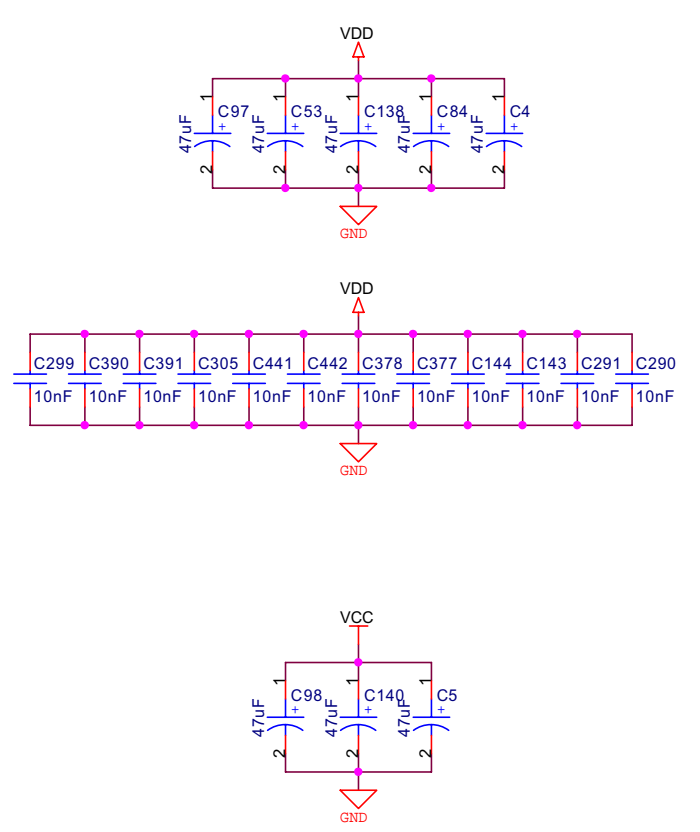 VDD
1 1 1 1 1
C97 C53 C138 C84 C4
+ + + + +
47uF 47uF 47uF 47uF 47uF
2 2 2 2 2
GND
VDD
C299 C390 C391 C305 C441 C442 C378 C377 C144 C143 C291 C290
10nF 10nF 10nF 10nF 10nF 10nF 10nF 10nF 10nF 10nF 10nF 10nF
GND
VCC
1 1 1
C98 C140 C5
+ + +
47uF 47uF 47uF
2 2 2
GND